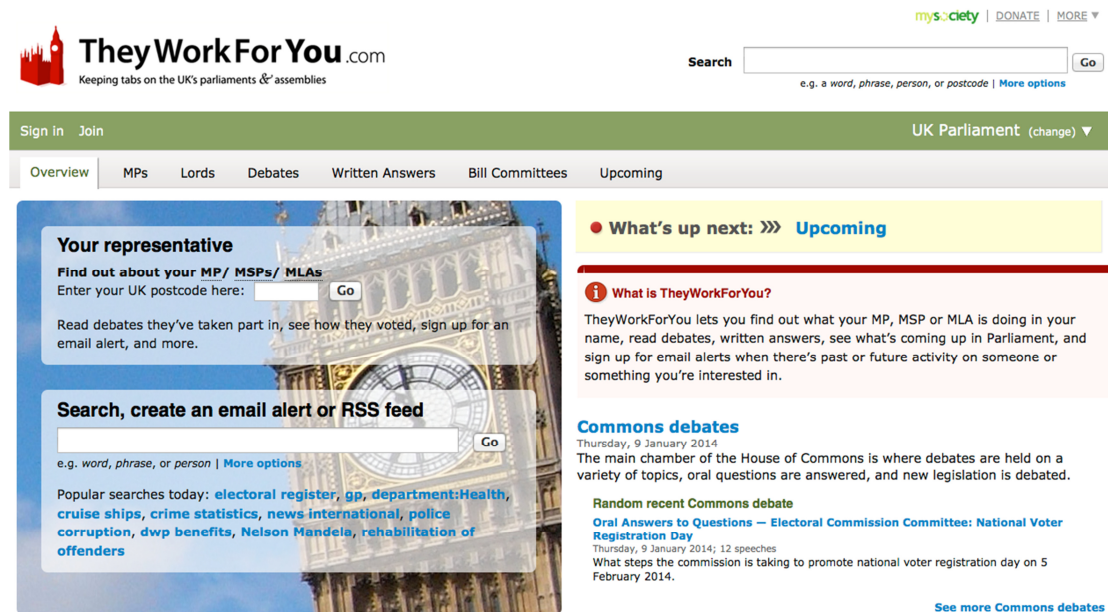 mysociety | DONATE | MORE ▼
TheyWorkForYou.com
Keeping tabs on the UK's parliaments & assemblies
Search Go
e.g. a word, phrase, person, or postcode | More options
Sign in Join UK Parliament (change) ▼
Overview MPs Lords Debates Written Answers Bill Committees Upcoming
Your representative
Find out about your MP/ MSPs/ MLAs
Enter your UK postcode here: Go
Read debates they've taken part in, see how they voted, sign up for an
email alert, and more.
Search, create an email alert or RSS feed
Go
e.g. word, phrase, or person | More options
Popular searches today: electoral register, gp, department:Health,
cruise ships, crime statistics, news international, police
corruption, dwp benefits, Nelson Mandela, rehabilitation of
offenders
What's up next: >>> Upcoming
i What is TheyWorkForYou?
TheyWorkForYou lets you find out what your MP, MSP or MLA is doing in your
name, read debates, written answers, see what's coming up in Parliament, and
sign up for email alerts when there's past or future activity on someone or
something you're interested in.
Commons debates
Thursday, 9 January 2014
The main chamber of the House of Commons is where debates are held on a
variety of topics, oral questions are answered, and new legislation is debated.
Random recent Commons debate
Oral Answers to Questions — Electoral Commission Committee: National Voter
Registration Day
Thursday, 9 January 2014; 12 speeches
What steps the commission is taking to promote national voter registration day on 5
February 2014.
See more Commons debates